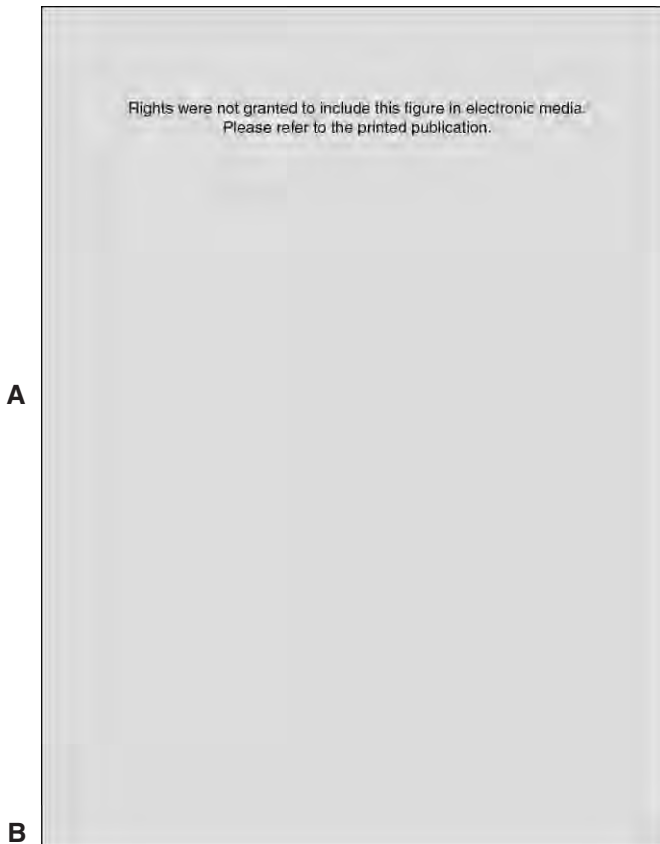 Rights were not granted to include this figure in electronic media.
Please refer to the printed publication.
A
B